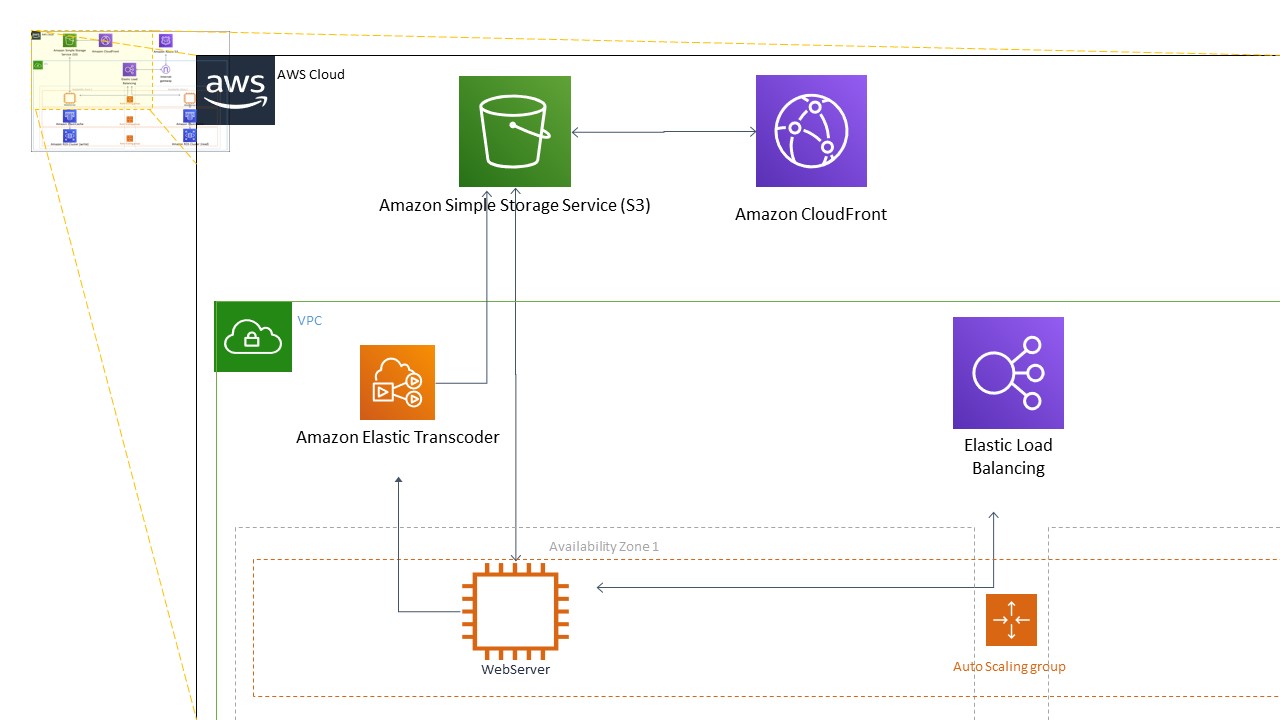 aws
AWS Cloud
Amazon Simple Storage Service (S3)
Amazon CloudFront
VPC
Amazon Elastic Transcoder
Elastic Load
Balancing
Availability Zone 1
WebServer
Auto Scaling group